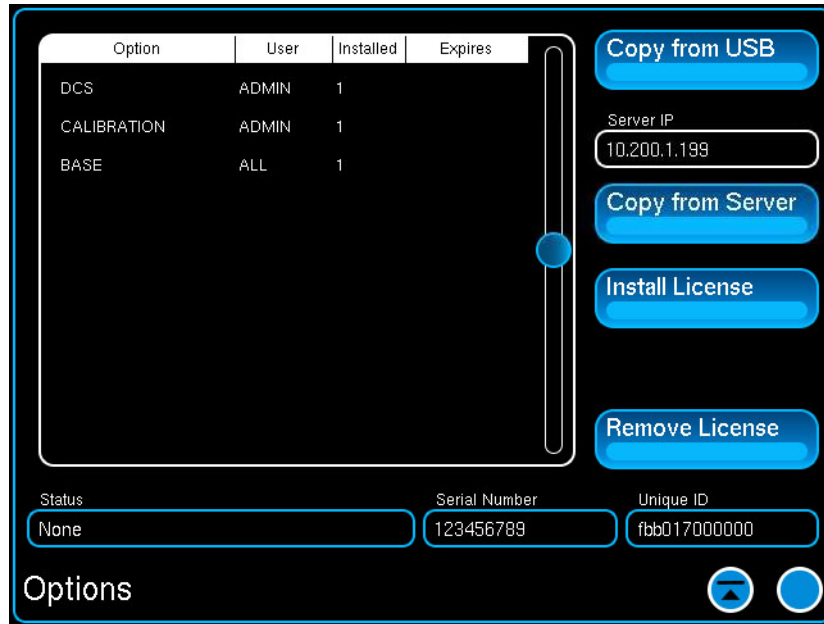 Option User Installed Expires
DCS ADMIN 1
CALIBRATION ADMIN 1
BASE ALL 1
Copy from USB
Server IP
10.200.1.199
Copy from Server
Install License
Remove License
Status Serial Number Unique ID
None 123456789 fbb017000000
Options